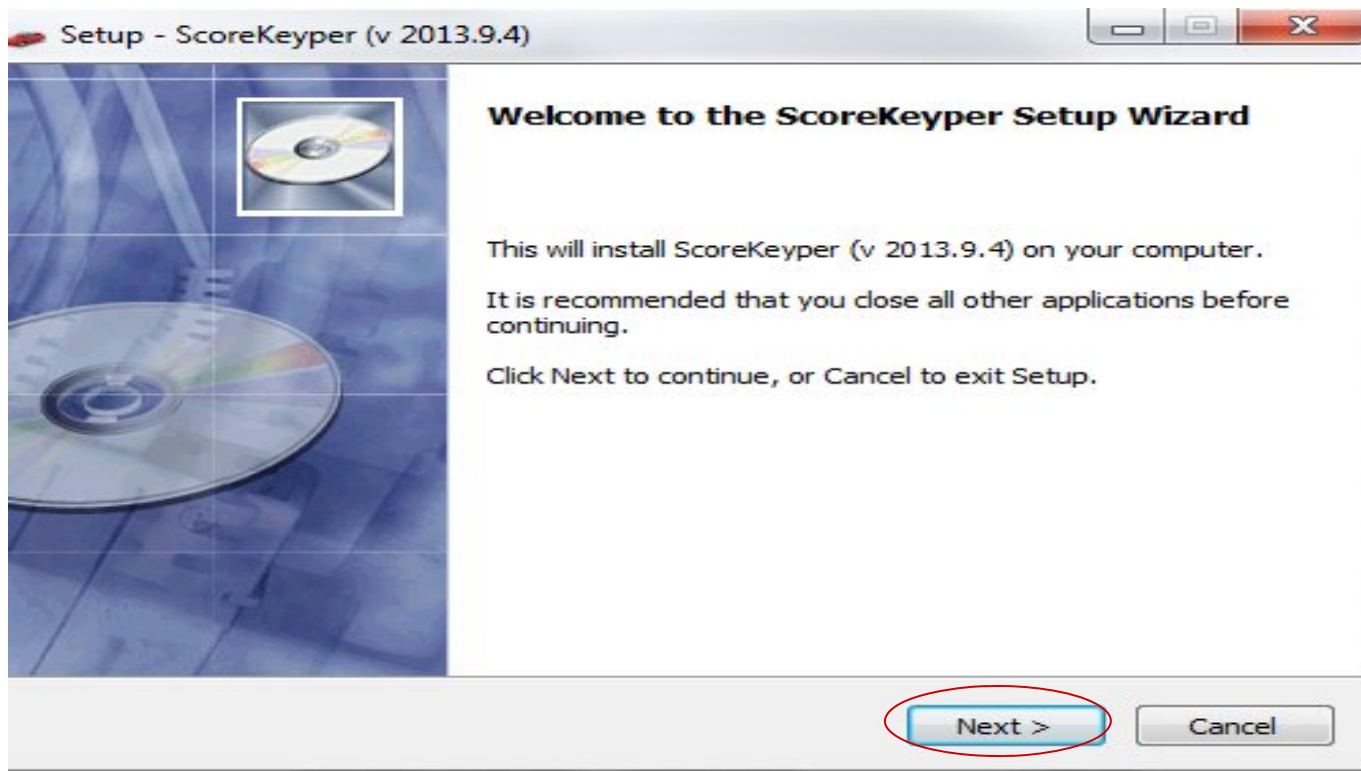 Setup - ScoreKeyper (v 2013.9.4)
Welcome to the ScoreKeyper Setup Wizard
This will install ScoreKeyper (v 2013.9.4) on your computer.
It is recommended that you close all other applications before
continuing.
Click Next to continue, or Cancel to exit Setup.
Next >
Cancel